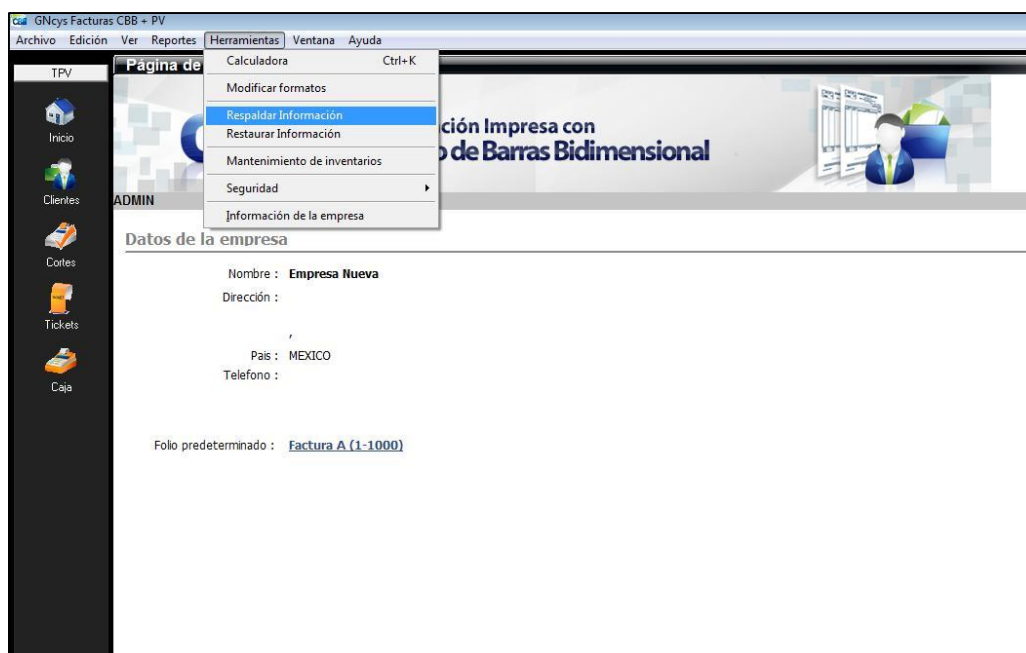 GNcys Facturas CBB + PV
Archivo Edición Ver Reportes Herramientas Ventana Ayuda
TPV
Página de
Calculadora Ctrl+K
Modificar formatos
Respaldar Información
Restaurar Información
Mantenimiento de inventarios
Seguridad
Información de la empresa
ción Impresa con
de Barras Bidimensional
Inicio
Clientes
Cortes
Tickets
Caja
ADMIN
Datos de la empresa
Nombre : Empresa Nueva
Dirección :
,
Pais : MEXICO
Telefono :
Folio predeterminado : Factura A (1-1000)